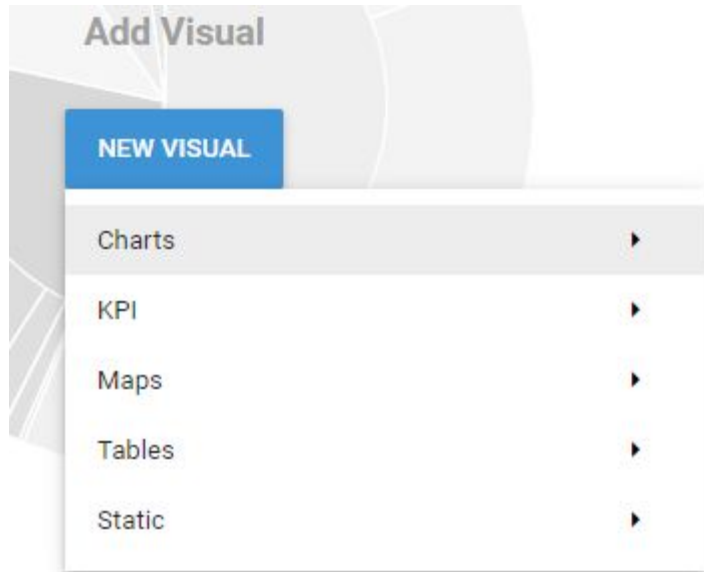 Add Visual
NEW VISUAL
Charts
KPI
Maps
Tables
Static